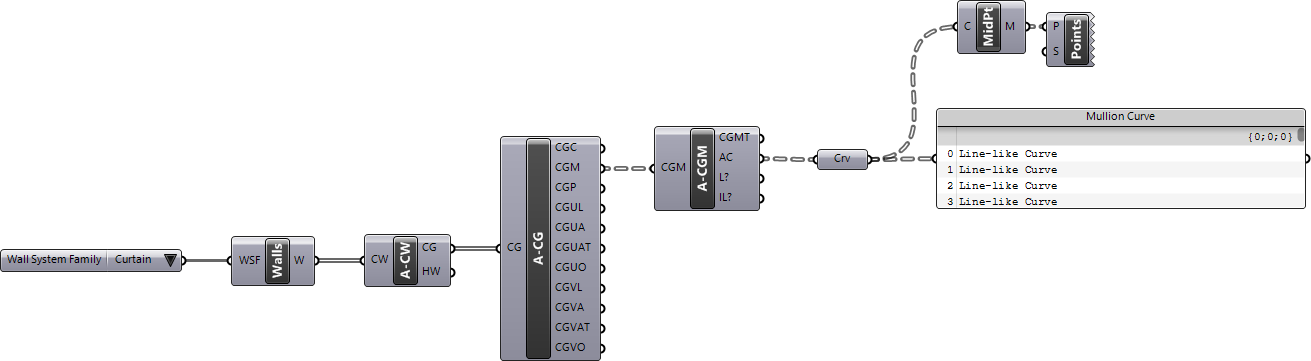 Wall System Family Curtain
WSF Walls W
CW A-CW CG
HW
CG A-CG CGC
CGM
CGP
CGUL
CGUA
CGUAT
CGUO
CGVL
CGVA
CGVAT
CGVO
CGM A-CGM CGMT
AC
L?
IL?
Crv
C MidPt M
P Points
S
Mullion Curve
{0;0;0}
0 Line-like Curve
1 Line-like Curve
2 Line-like Curve
3 Line-like Curve